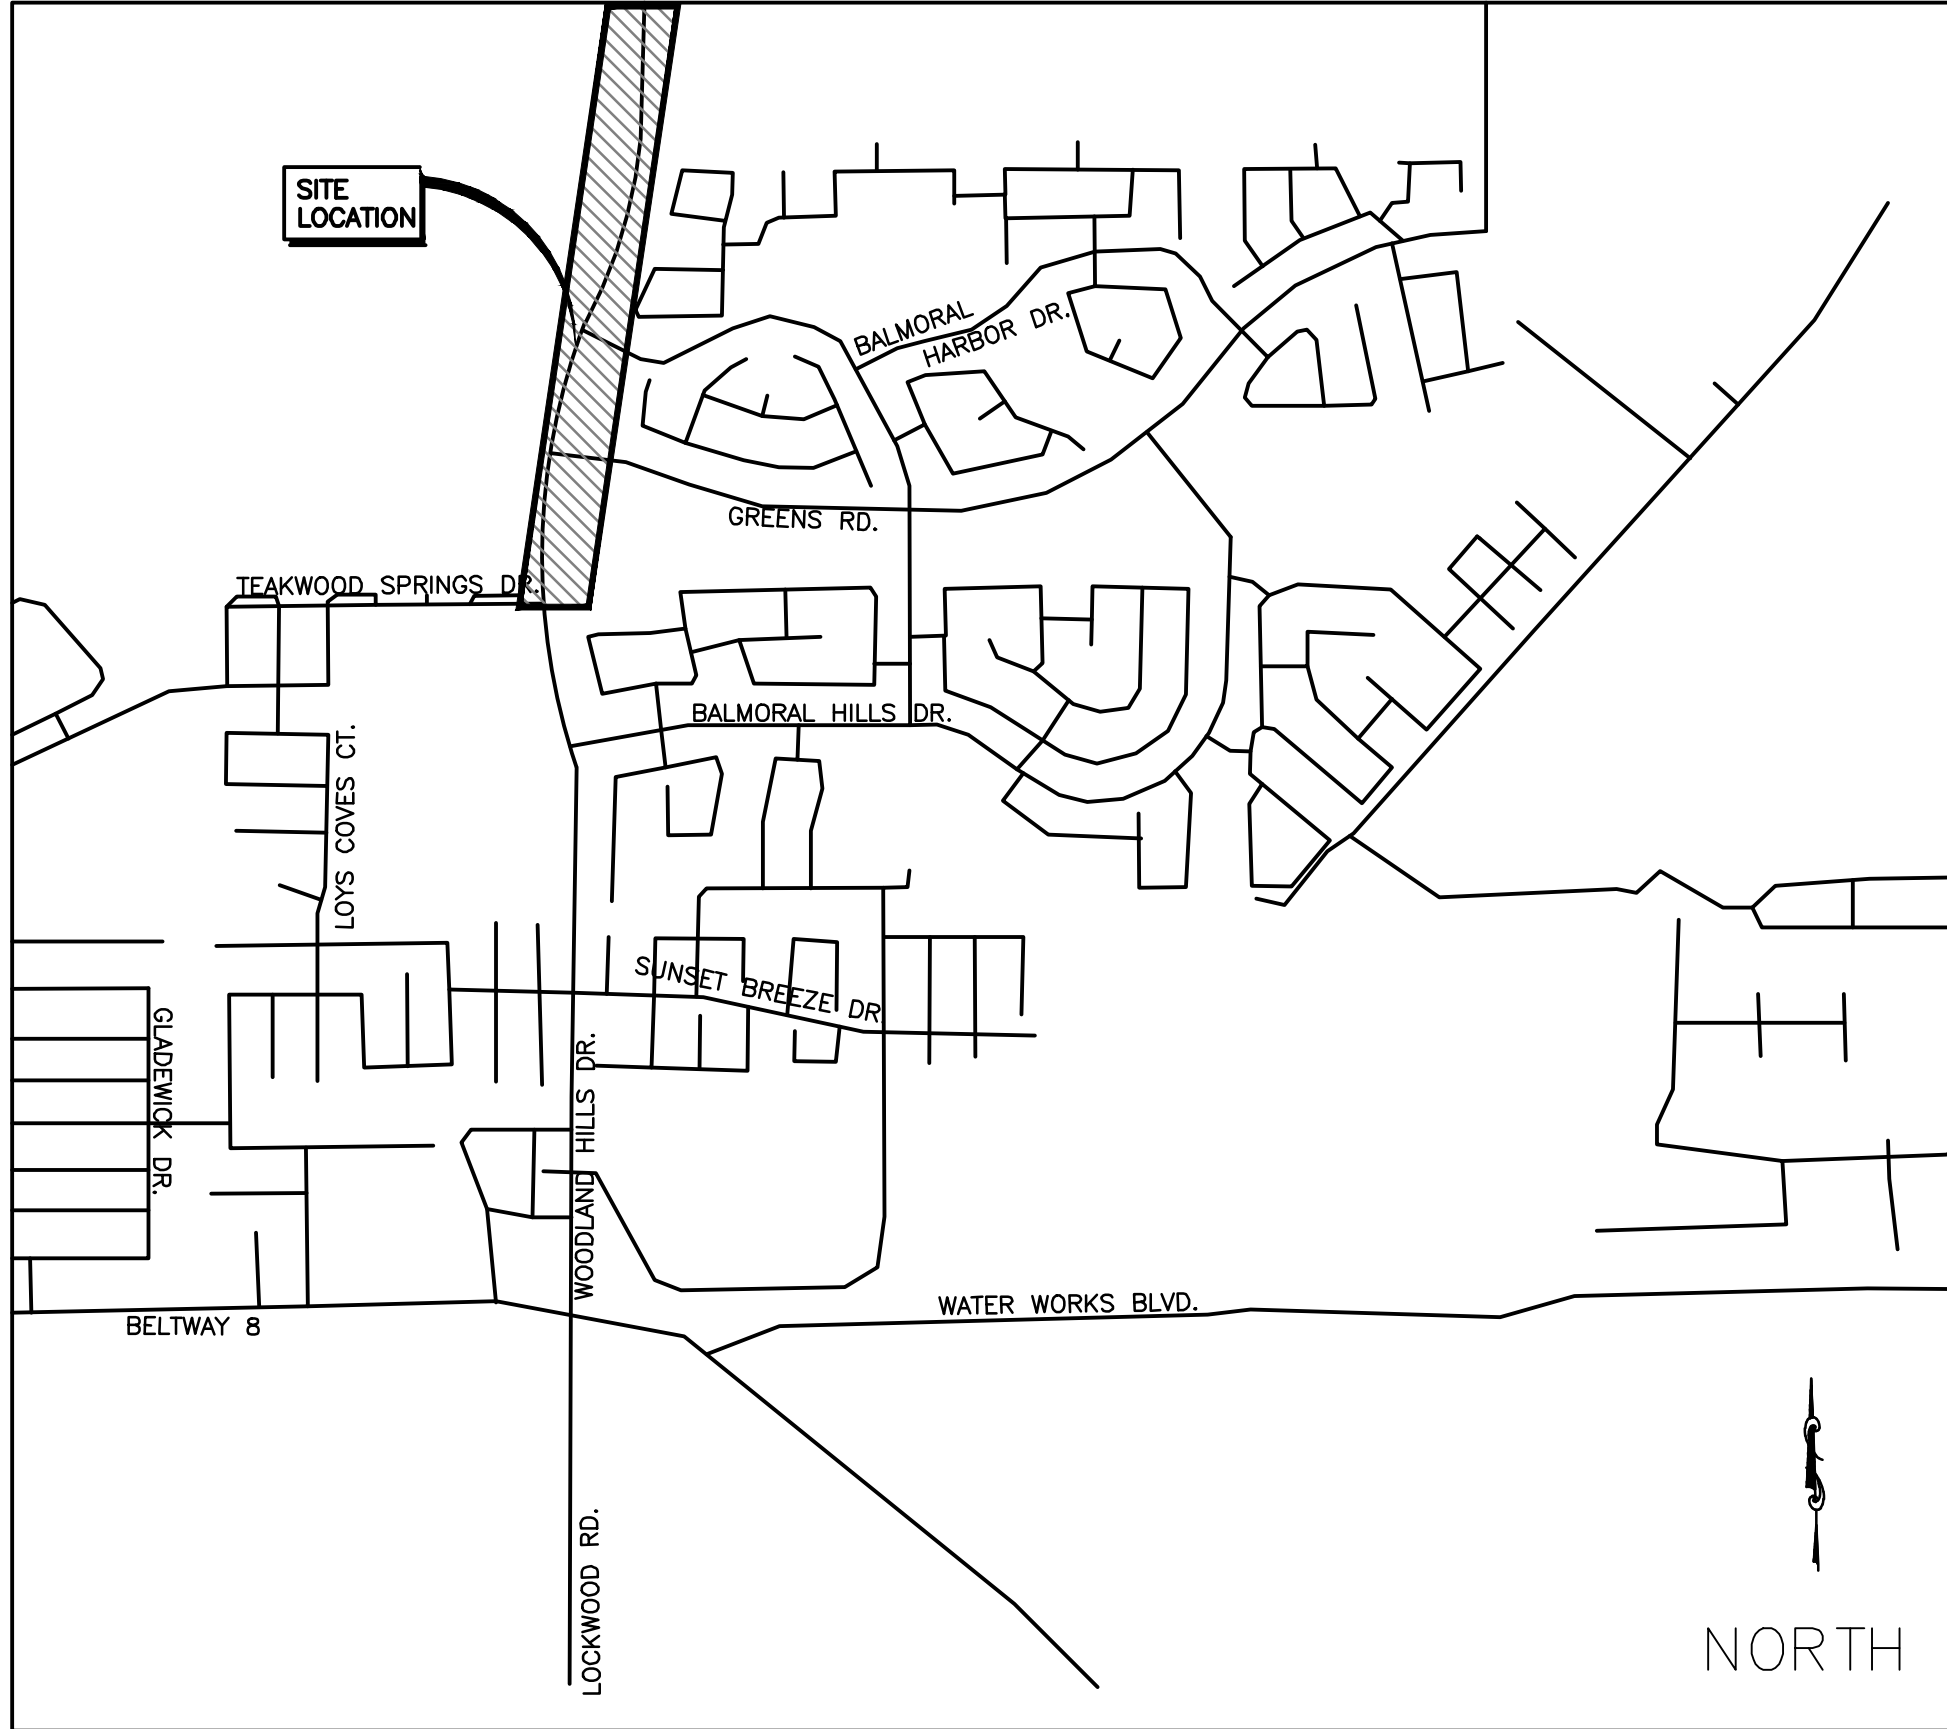 SITE
LOCATION
BALMORAL
HARBOR DR.
GREENS RD.
TEAKWOOD SPRINGS DR.
BALMORAL HILLS DR.
LOYS COVES CT.
SUNSET BREEZE DR.
GLADEWICK DR.
WOODLAND HILLS DR.
WATER WORKS BLVD.
BELTWAY 8
LOCKWOOD RD.
NORTH